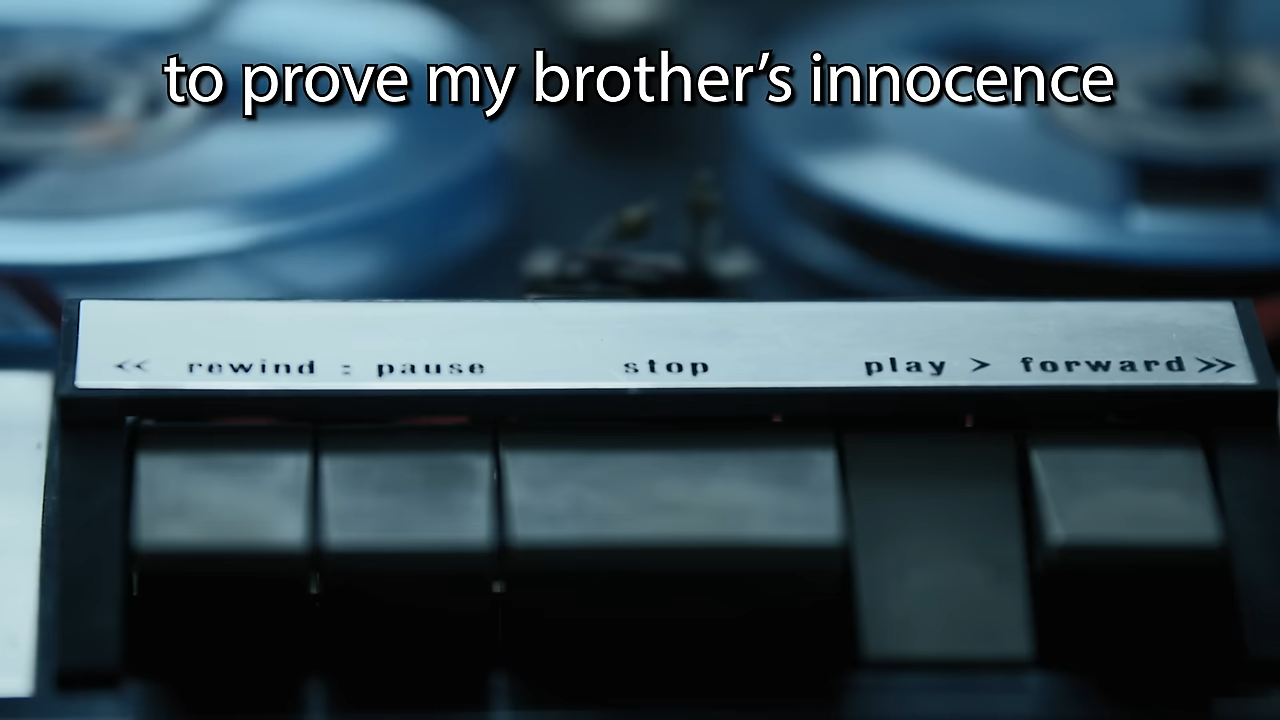 to prove my brother’s innocence
<< rewind : pause stop play > forward >>